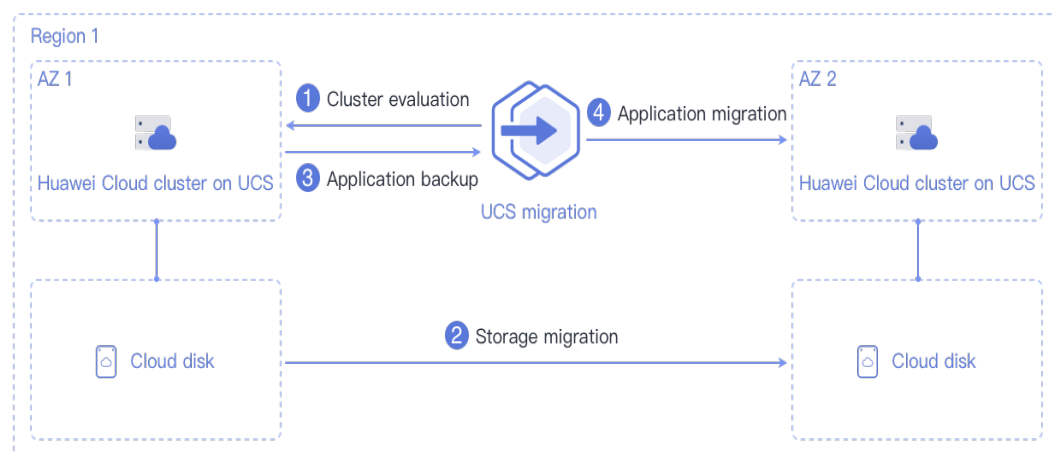 Region 1
AZ 1
AZ 2
1 Cluster evaluation
4 Application migration
Huawei Cloud cluster on UCS
3 Application backup
Huawei Cloud cluster on UCS
UCS migration
2 Storage migration
Cloud disk
Cloud disk